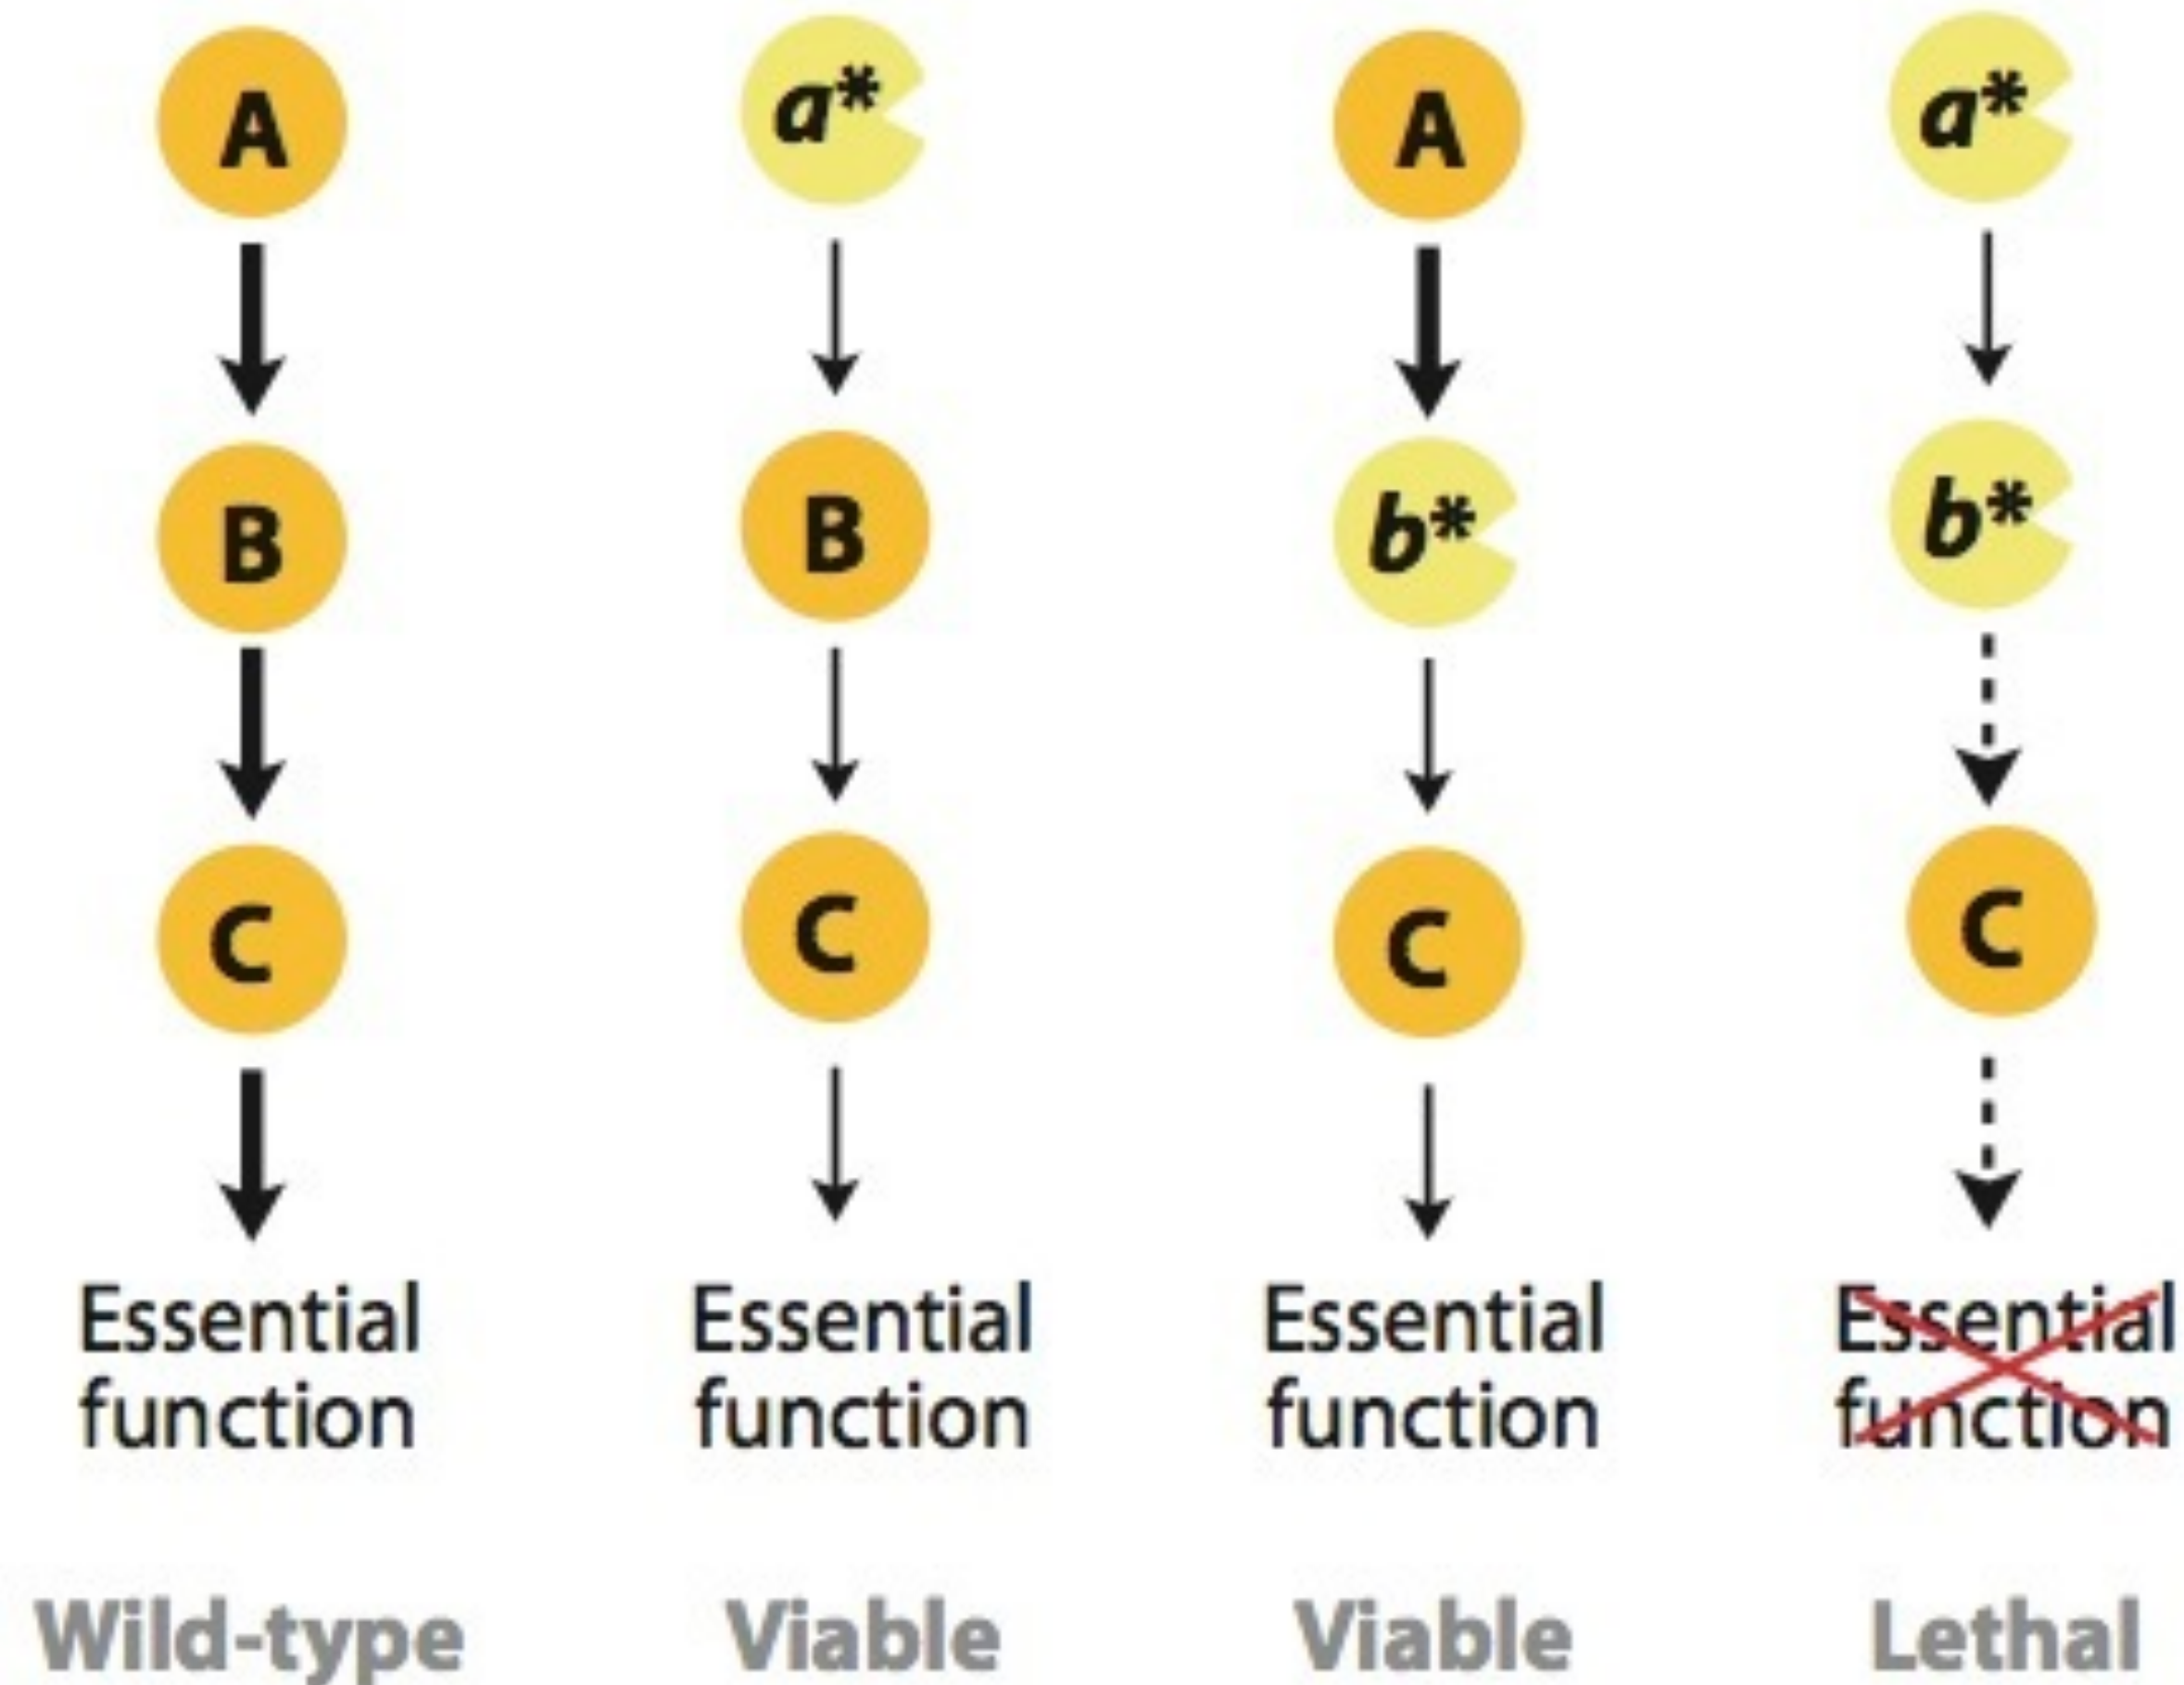 A
a*
A
a*
B
B
b*
b*
C
C
C
C
Essential
function
Essential
function
Essential
function
Essential
function
Wild-type
Viable
Viable
Lethal